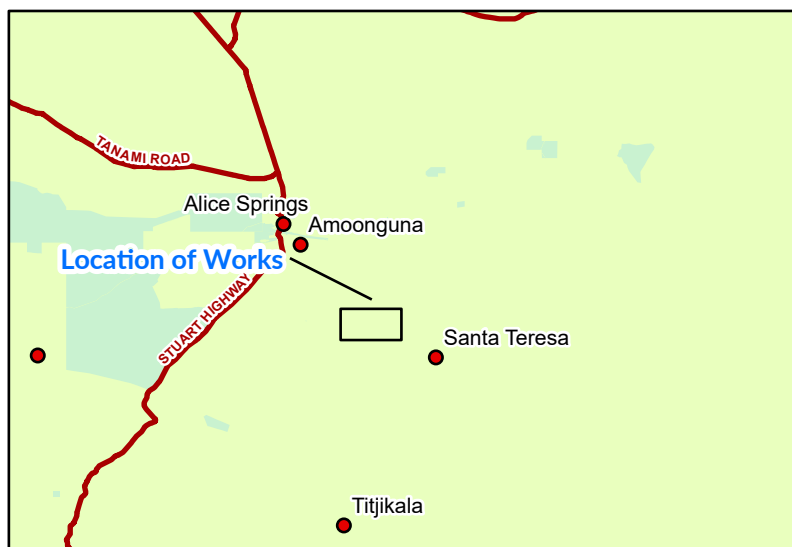 TANAMI ROAD
Alice Springs
Amoonguna
Location of Works
STUART HIGHWAY
Santa Teresa
Titjikala